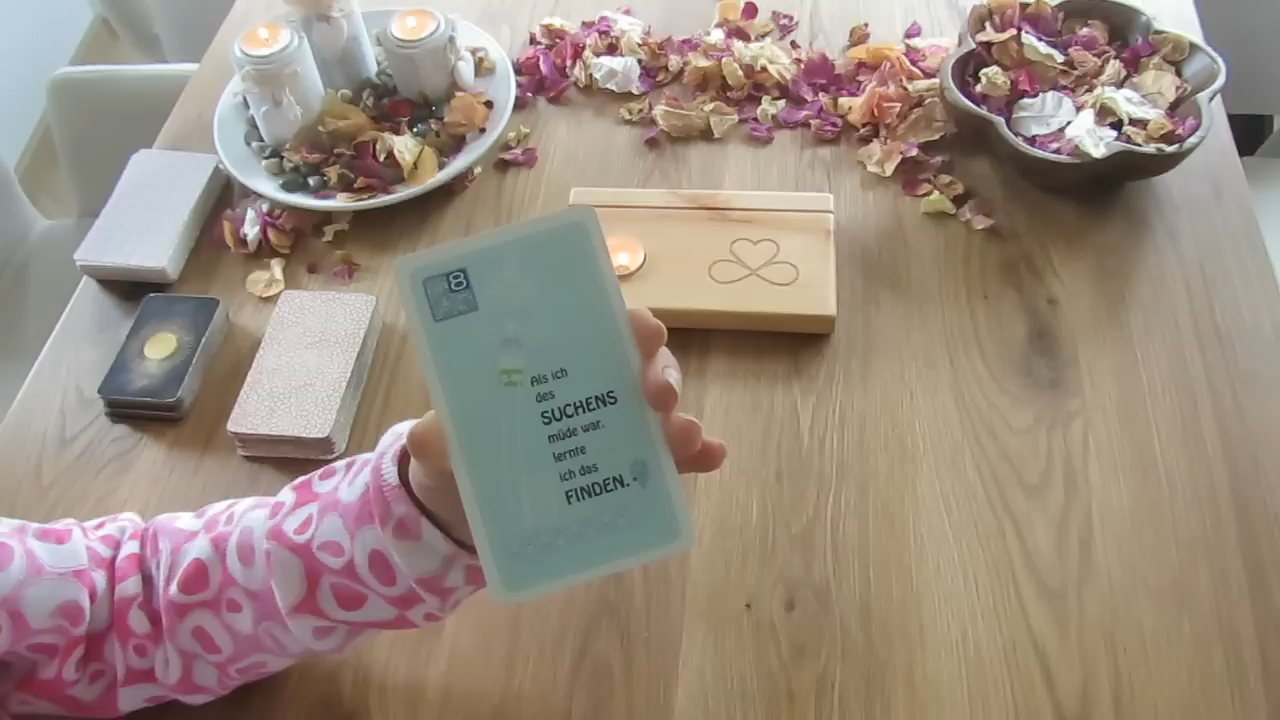 8
Als ich
des
SUCHENS
müde war,
lernte
ich das
FINDEN.